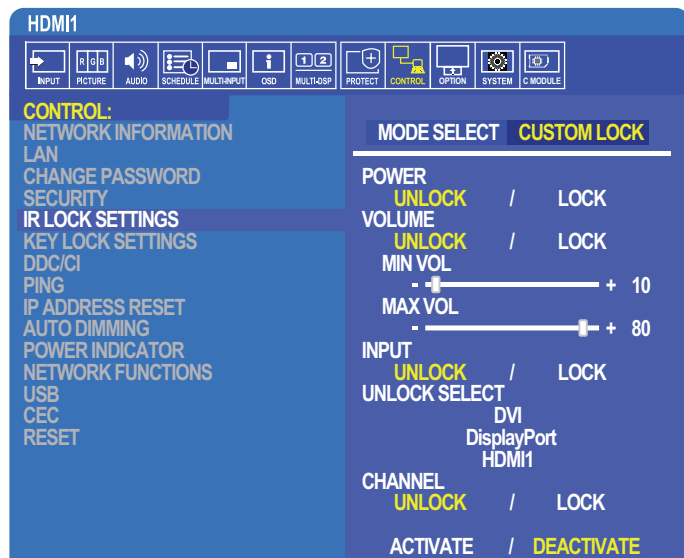 HDMI1
INPUT RGB PICTURE AUDIO SCHEDULE MULTI-INPUT OSD 1 2 MULTI-DSP PROTECT CONTROL OPTION SYSTEM C MODULE
CONTROL:
NETWORK INFORMATION
LAN
CHANGE PASSWORD
SECURITY
IR LOCK SETTINGS
KEY LOCK SETTINGS
DDC/CI
PING
IP ADDRESS RESET
AUTO DIMMING
POWER INDICATOR
NETWORK FUNCTIONS
USB
CEC
RESET
MODE SELECT CUSTOM LOCK
POWER
UNLOCK / LOCK
VOLUME
UNLOCK / LOCK
MIN VOL
- + 10
MAX VOL
- + 80
INPUT
UNLOCK / LOCK
UNLOCK SELECT
DVI
DisplayPort
HDMI1
CHANNEL
UNLOCK / LOCK
ACTIVATE / DEACTIVATE